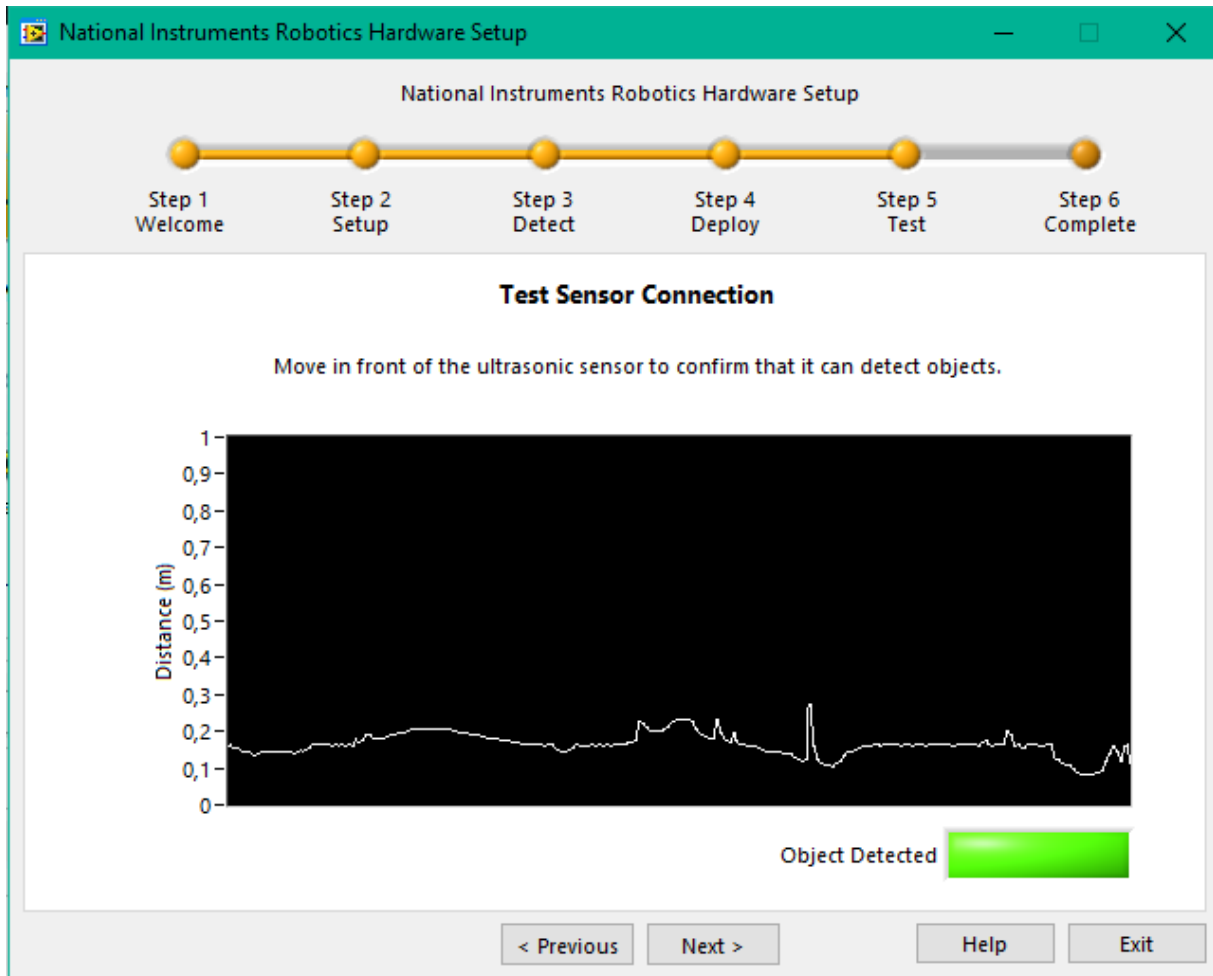 National Instruments Robotics Hardware Setup
National Instruments Robotics Hardware Setup
Step 1 Step 2 Step 3 Step 4 Step 5 Step 6
Welcome Setup Detect Deploy Test Complete
Test Sensor Connection
Move in front of the ultrasonic sensor to confirm that it can detect objects.
Distance (m)
1
0,9
0,8
0,7
0,6
0,5
0,4
0,3
0,2
0,1
0
Object Detected
< Previous Next > Help Exit